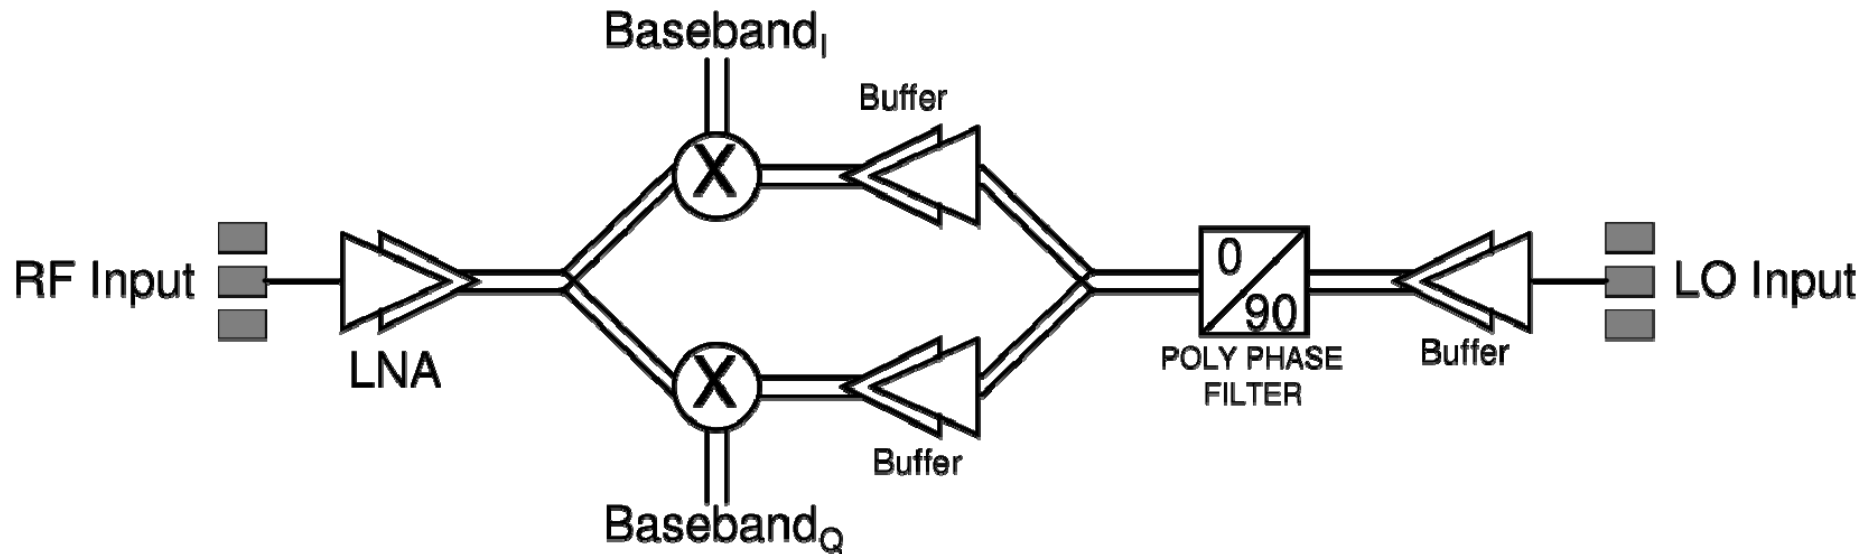 Baseband_I
Buffer
X
RF Input
LNA
0
90
POLY PHASE
FILTER
Buffer
LO Input
X
Buffer
Baseband_Q